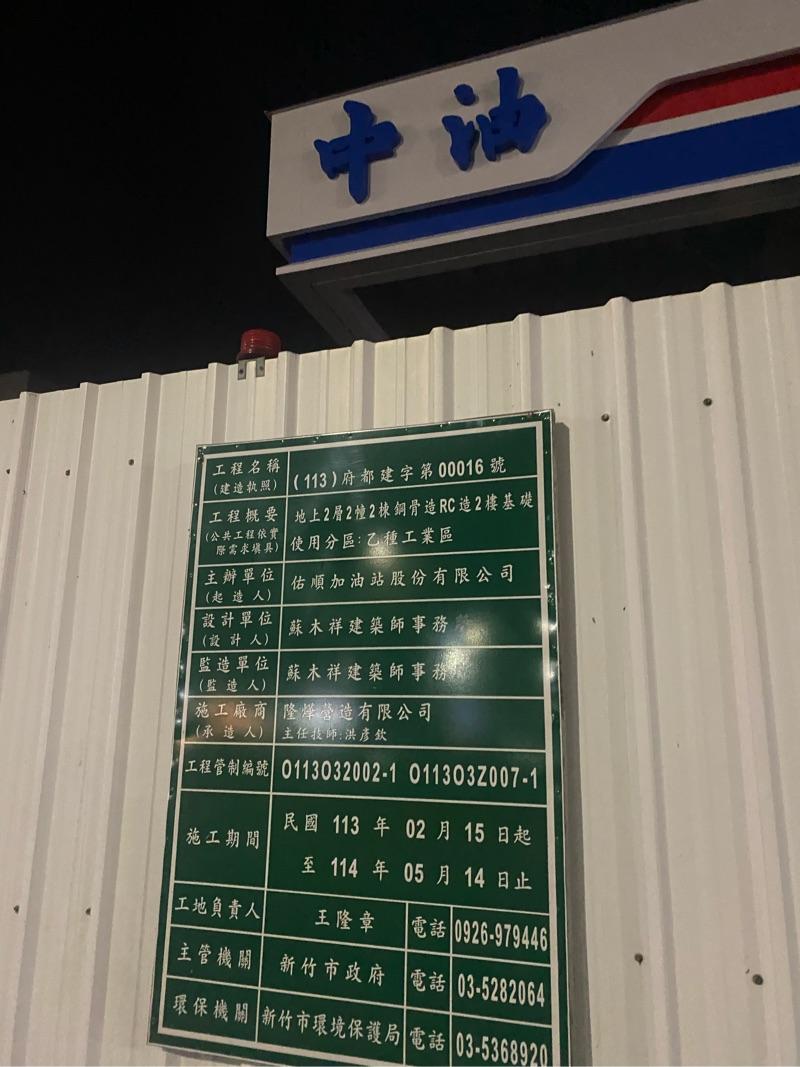 中油
工程名稱
(建造執照)
(113)府都建字第00016號
工程概要
(公共工程依實
際需求填具)
地上2層2幢2棟鋼骨造RC造2樓基礎
使用分區:乙種工業區
主辦單位
(起造人)
佑順加油站股份有限公司
設計單位
(設計人)
蘇木祥建築師事務
監造單位
(監造人)
蘇木祥建築師事務
施工廠商
(承造人)
隆燁營造有限公司
主任技師:洪彥欽
工程管制編號
O113O32002-1 O113O3Z007-1
施工期間
民國 113 年 02 月 15 日起
至 114 年 05 月 14 日止
工地負責人
王隆章
電話
0926-979446
主管機關
新竹市政府
電話
03-5282064
環保機關
新竹市環境保護局
電話
03-5368920